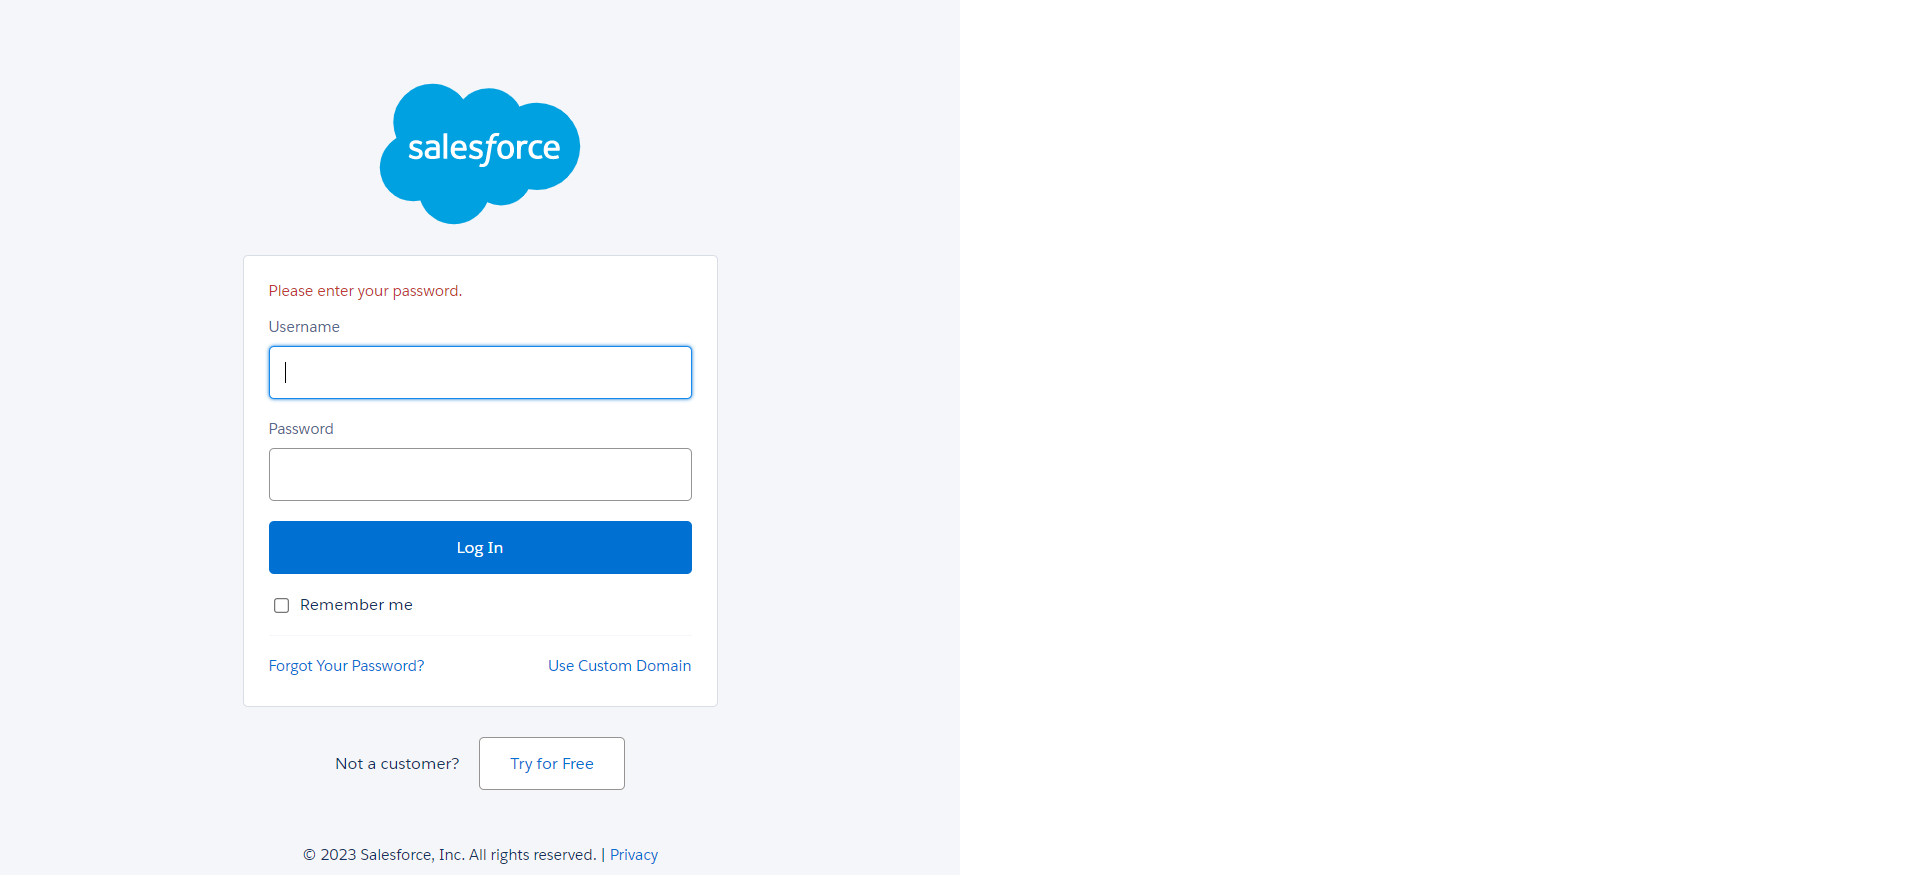 salesforce
Please enter your password.
Username
Password
Log In
Remember me
Forgot Your Password? Use Custom Domain
Not a customer? Try for Free
© 2023 Salesforce, Inc. All rights reserved. | Privacy